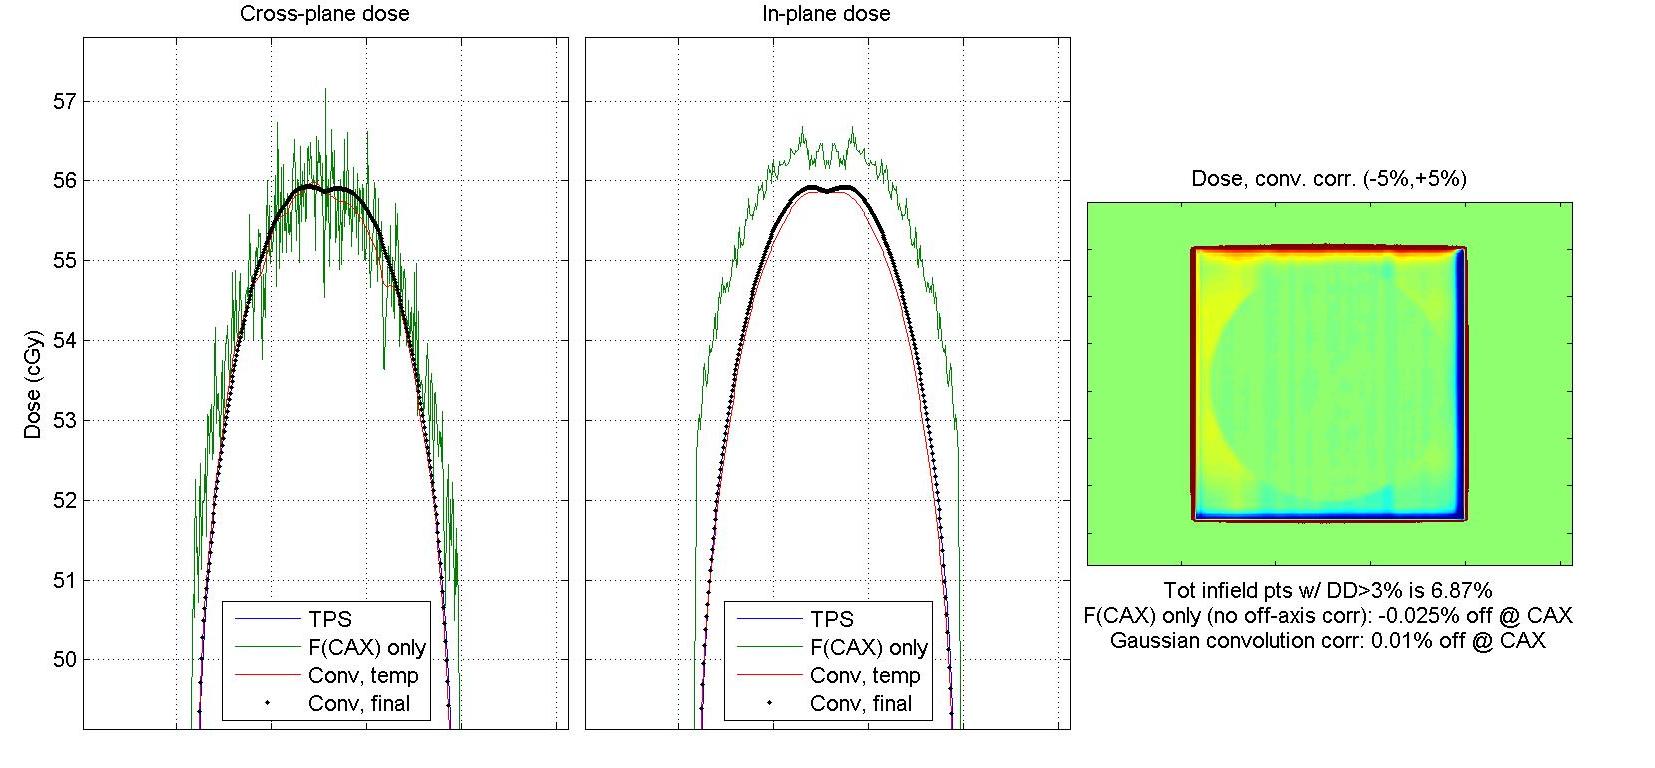 Cross-plane dose
In-plane dose
57
56
55
54
53
52
51
50
Dose (cGy)
TPS
F(CAX) only
Conv, temp
Conv, final
TPS
F(CAX) only
Conv, temp
Conv, final
Dose, conv. corr. (-5%,+5%)
Tot infield pts w/ DD>3% is 6.87%
F(CAX) only (no off-axis corr): -0.025% off @ CAX
Gaussian convolution corr: 0.01% off @ CAX